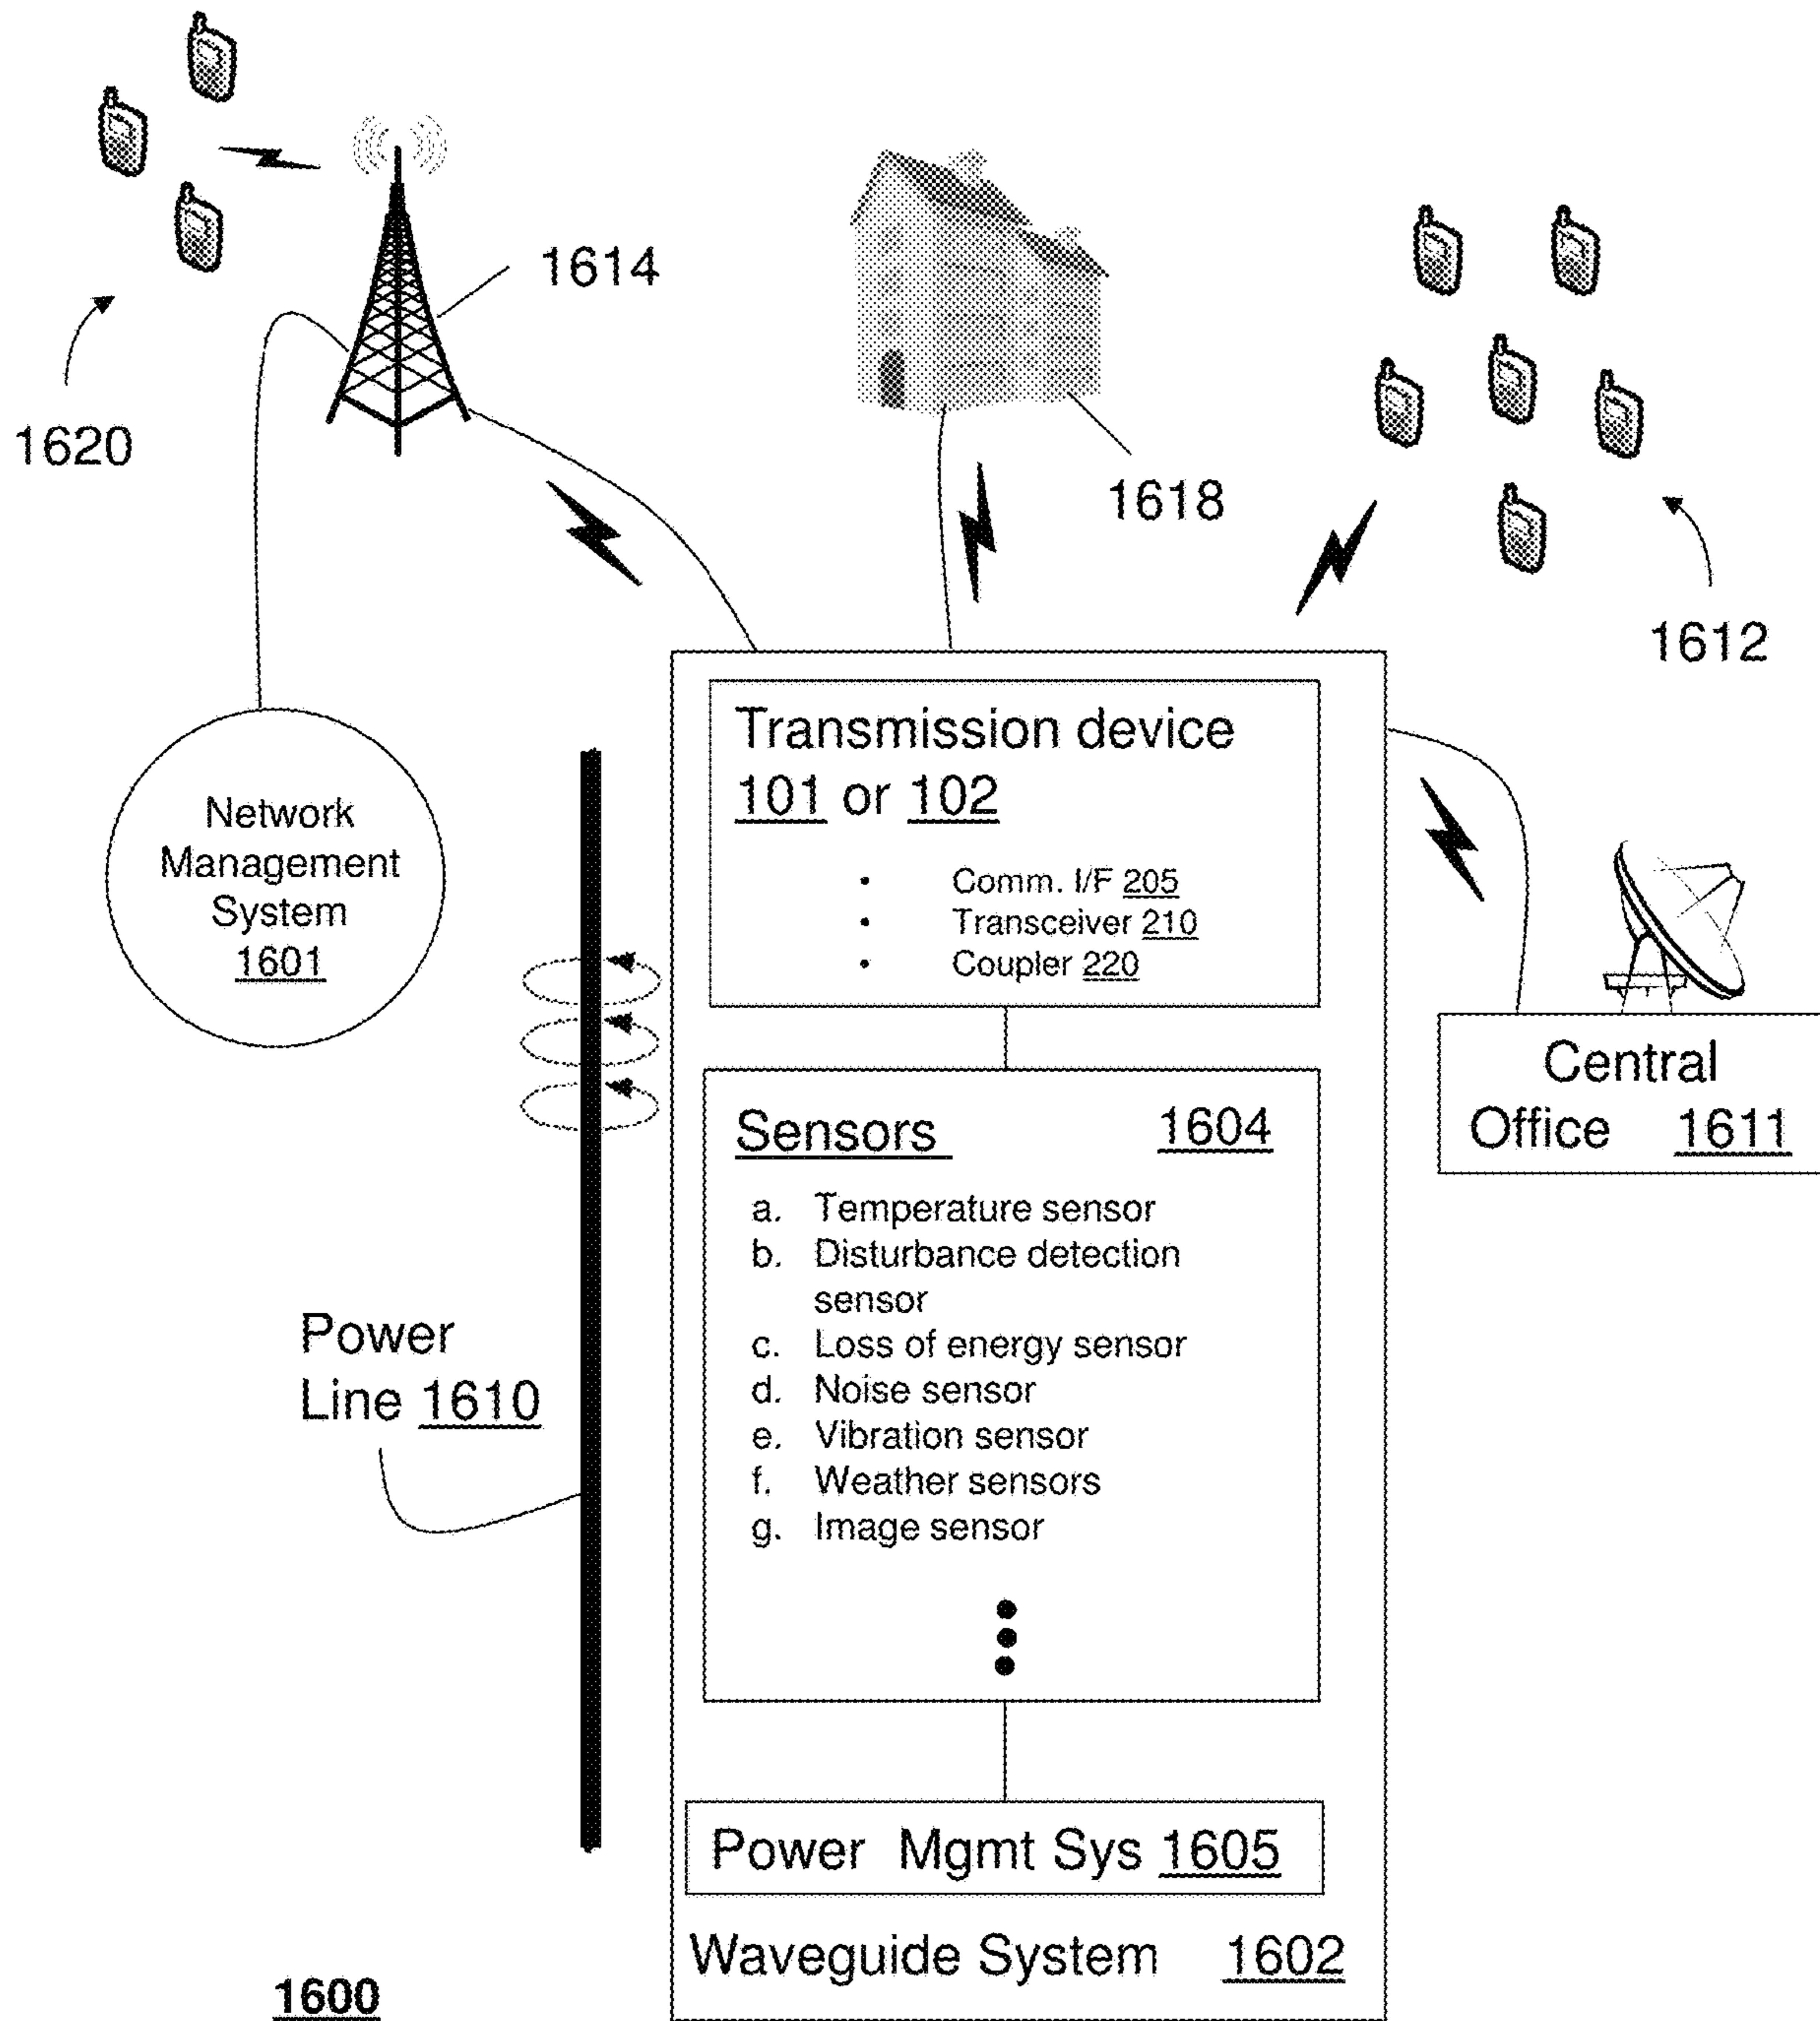 1614
1620
1618
1612
Network
Management
System
1601
Transmission device
101 or 102
• Comm. I/F 205
• Transceiver 210
• Coupler 220
Central
Office 1611
Sensors 1604
a. Temperature sensor
b. Disturbance detection
sensor
c. Loss of energy sensor
d. Noise sensor
e. Vibration sensor
f. Weather sensors
g. Image sensor
Power
Line 1610
Power Mgmt Sys 1605
Waveguide System 1602
1600